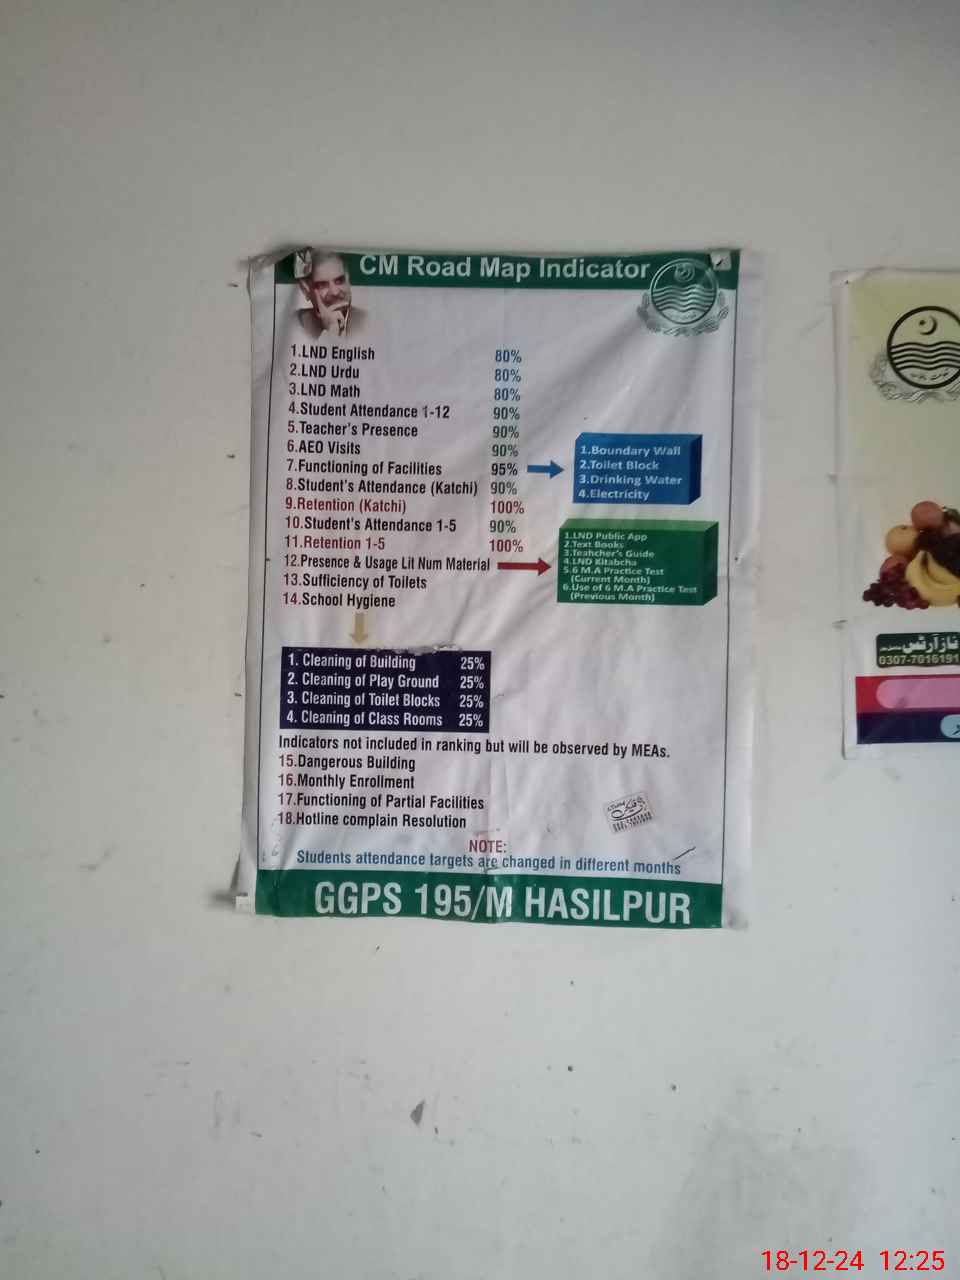 CM Road Map Indicator
1.LND English 80%
2.LND Urdu 80%
3.LND Math 80%
4.Student Attendance 1-12 90%
5.Teacher's Presence 90%
6.AEO Visits 90%
7.Functioning of Facilities 95%
8.Student's Attendance (Katchi) 90%
9.Retention (Katchi) 100%
10.Student's Attendance 1-5 90%
11.Retention 1-5 100%
12.Presence & Usage Lit Num Material
13.Sufficiency of Toilets
14.School Hygiene
1.Boundary Wall
2.Toilet Block
3.Drinking Water
4.Electricity
1.LND Public App
2.Text Books
3.Teahcher's Guide
4.LND Kitabcha
5.6 M.A Practice Test
(Current Month)
6.Use of 6 M.A Practice Test
(Previous Month)
1. Cleaning of Building 25%
2. Cleaning of Play Ground 25%
3. Cleaning of Toilet Blocks 25%
4. Cleaning of Class Rooms 25%
Indicators not included in ranking but will be observed by MEAs.
15.Dangerous Building
16.Monthly Enrollment
17.Functioning of Partial Facilities
18.Hotline complain Resolution
NOTE:
Students attendance targets are changed in different months
GGPS 195/M HASILPUR
ناز آرٹس
0307-7016191
18-12-24 12:25